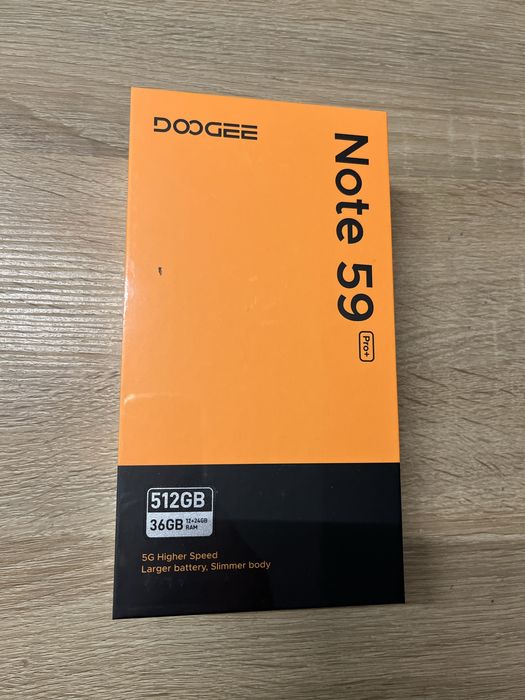 DOOGEE
Note 59
Pro+
512GB
36GB 12+24GB
RAM
5G Higher Speed
Larger battery, Slimmer body